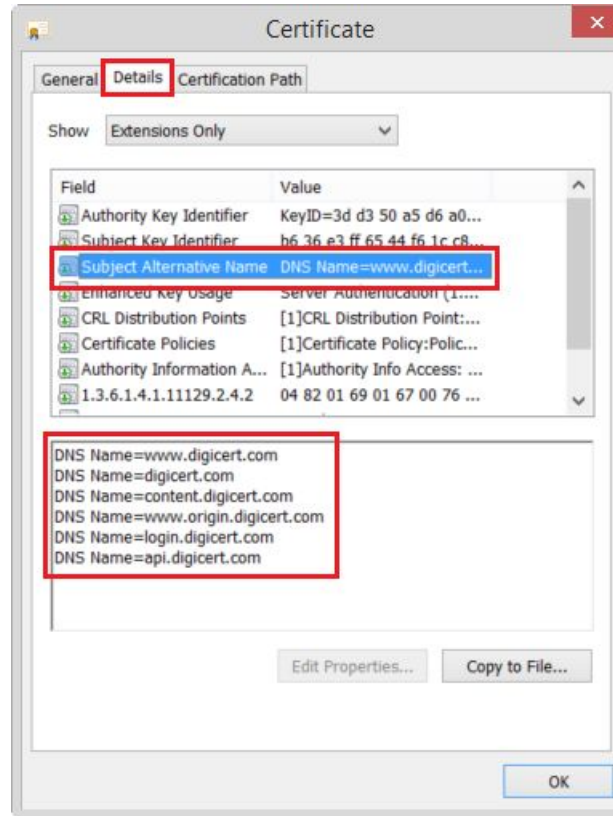 Certificate
General Details Certification Path
Show Extensions Only
Field Value
Authority Key Identifier KeyID=3d d3 50 a5 d6 a0...
Subject Key Identifier b6 36 e3 ff 65 44 f6 1c c8...
Subject Alternative Name DNS Name=www.digicert...
Enhanced Key Usage Server Authentication (1....
CRL Distribution Points [1]CRL Distribution Point:...
Certificate Policies [1]Certificate Policy:Polic...
Authority Information A... [1]Authority Info Access: ...
1.3.6.1.4.1.11129.2.4.2 04 82 01 69 01 67 00 76 ...
DNS Name=www.digicert.com
DNS Name=digicert.com
DNS Name=content.digicert.com
DNS Name=www.origin.digicert.com
DNS Name=login.digicert.com
DNS Name=api.digicert.com
Edit Properties... Copy to File...
OK